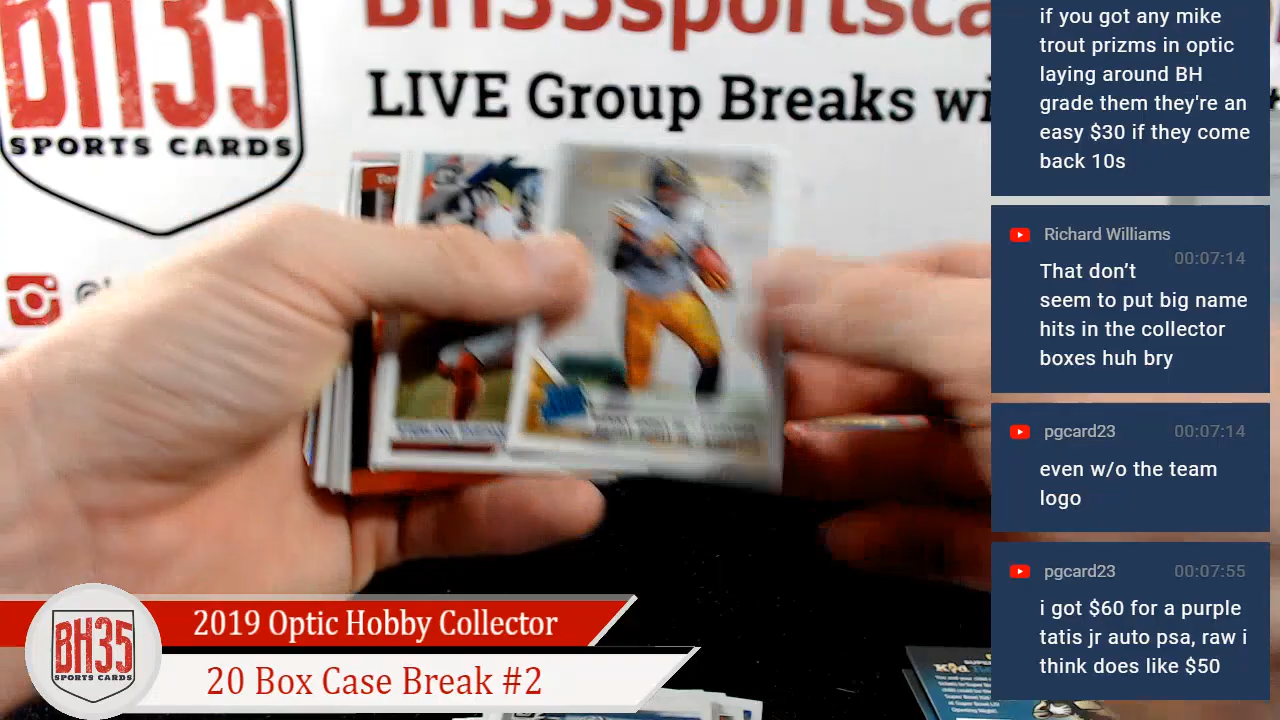 BH35sportsca
LIVE Group Breaks wi
BH35
SPORTS CARDS
if you got any mike
trout prizms in optic
laying around BH
grade them they're an
easy $30 if they come
back 10s
Richard Williams
00:07:14
That don't
seem to put big name
hits in the collector
boxes huh bry
pgcard23
00:07:14
even w/o the team
logo
pgcard23
00:07:55
i got $60 for a purple
tatis jr auto psa, raw i
think does like $50
2019 Optic Hobby Collector
20 Box Case Break #2
BH35
SPORTS CARDS